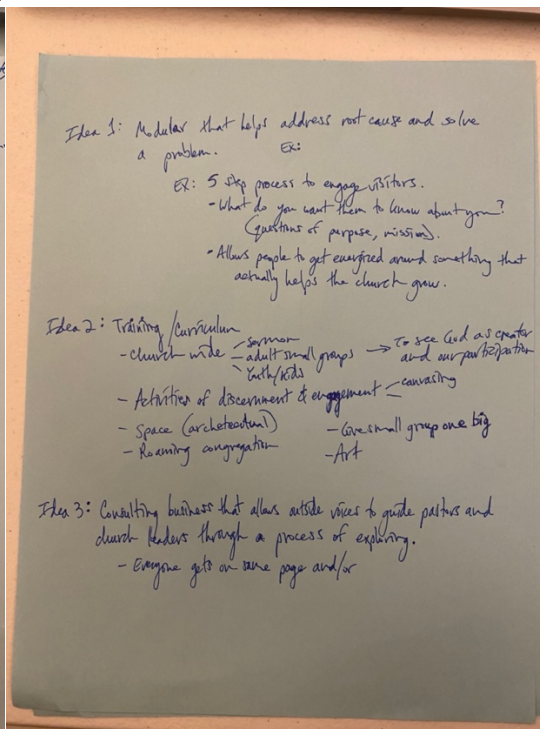 Idea 1: Modular that helps address root cause and solve
a problem. Ex:
EX: 5 step process to engage visitors.
- What do you want them to know about you?
(questions of purpose, mission).
• Allows people to get energized around something that
actually helps the church grow.
Idea 2: Training/Curriculum
- Church wide - sermon
- adult small groups → To see God as creator
and our participation
- Youth/Kids
- Activities of discernment & engagement - canvasing
- Space (archetectual) - Give small group one big
- Roaming congregation - Art
Idea 3: Consulting business that allows outside voices to guide pastors and
church leaders through a process of exploring.
- Everyone gets on same page and/or